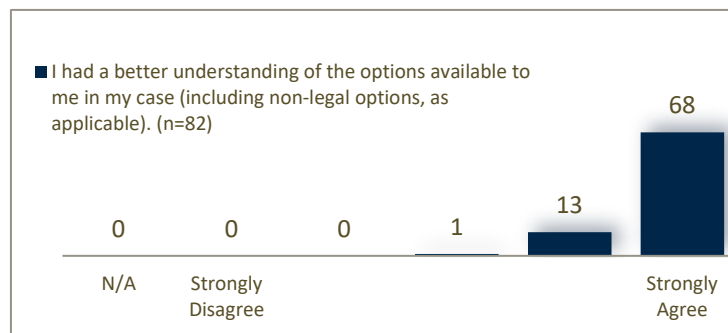 I had a better understanding of the options available to
me in my case (including non-legal options, as
applicable). (n=82)
68
13
1
0
0
0
N/A
Strongly
Disagree
Strongly
Agree